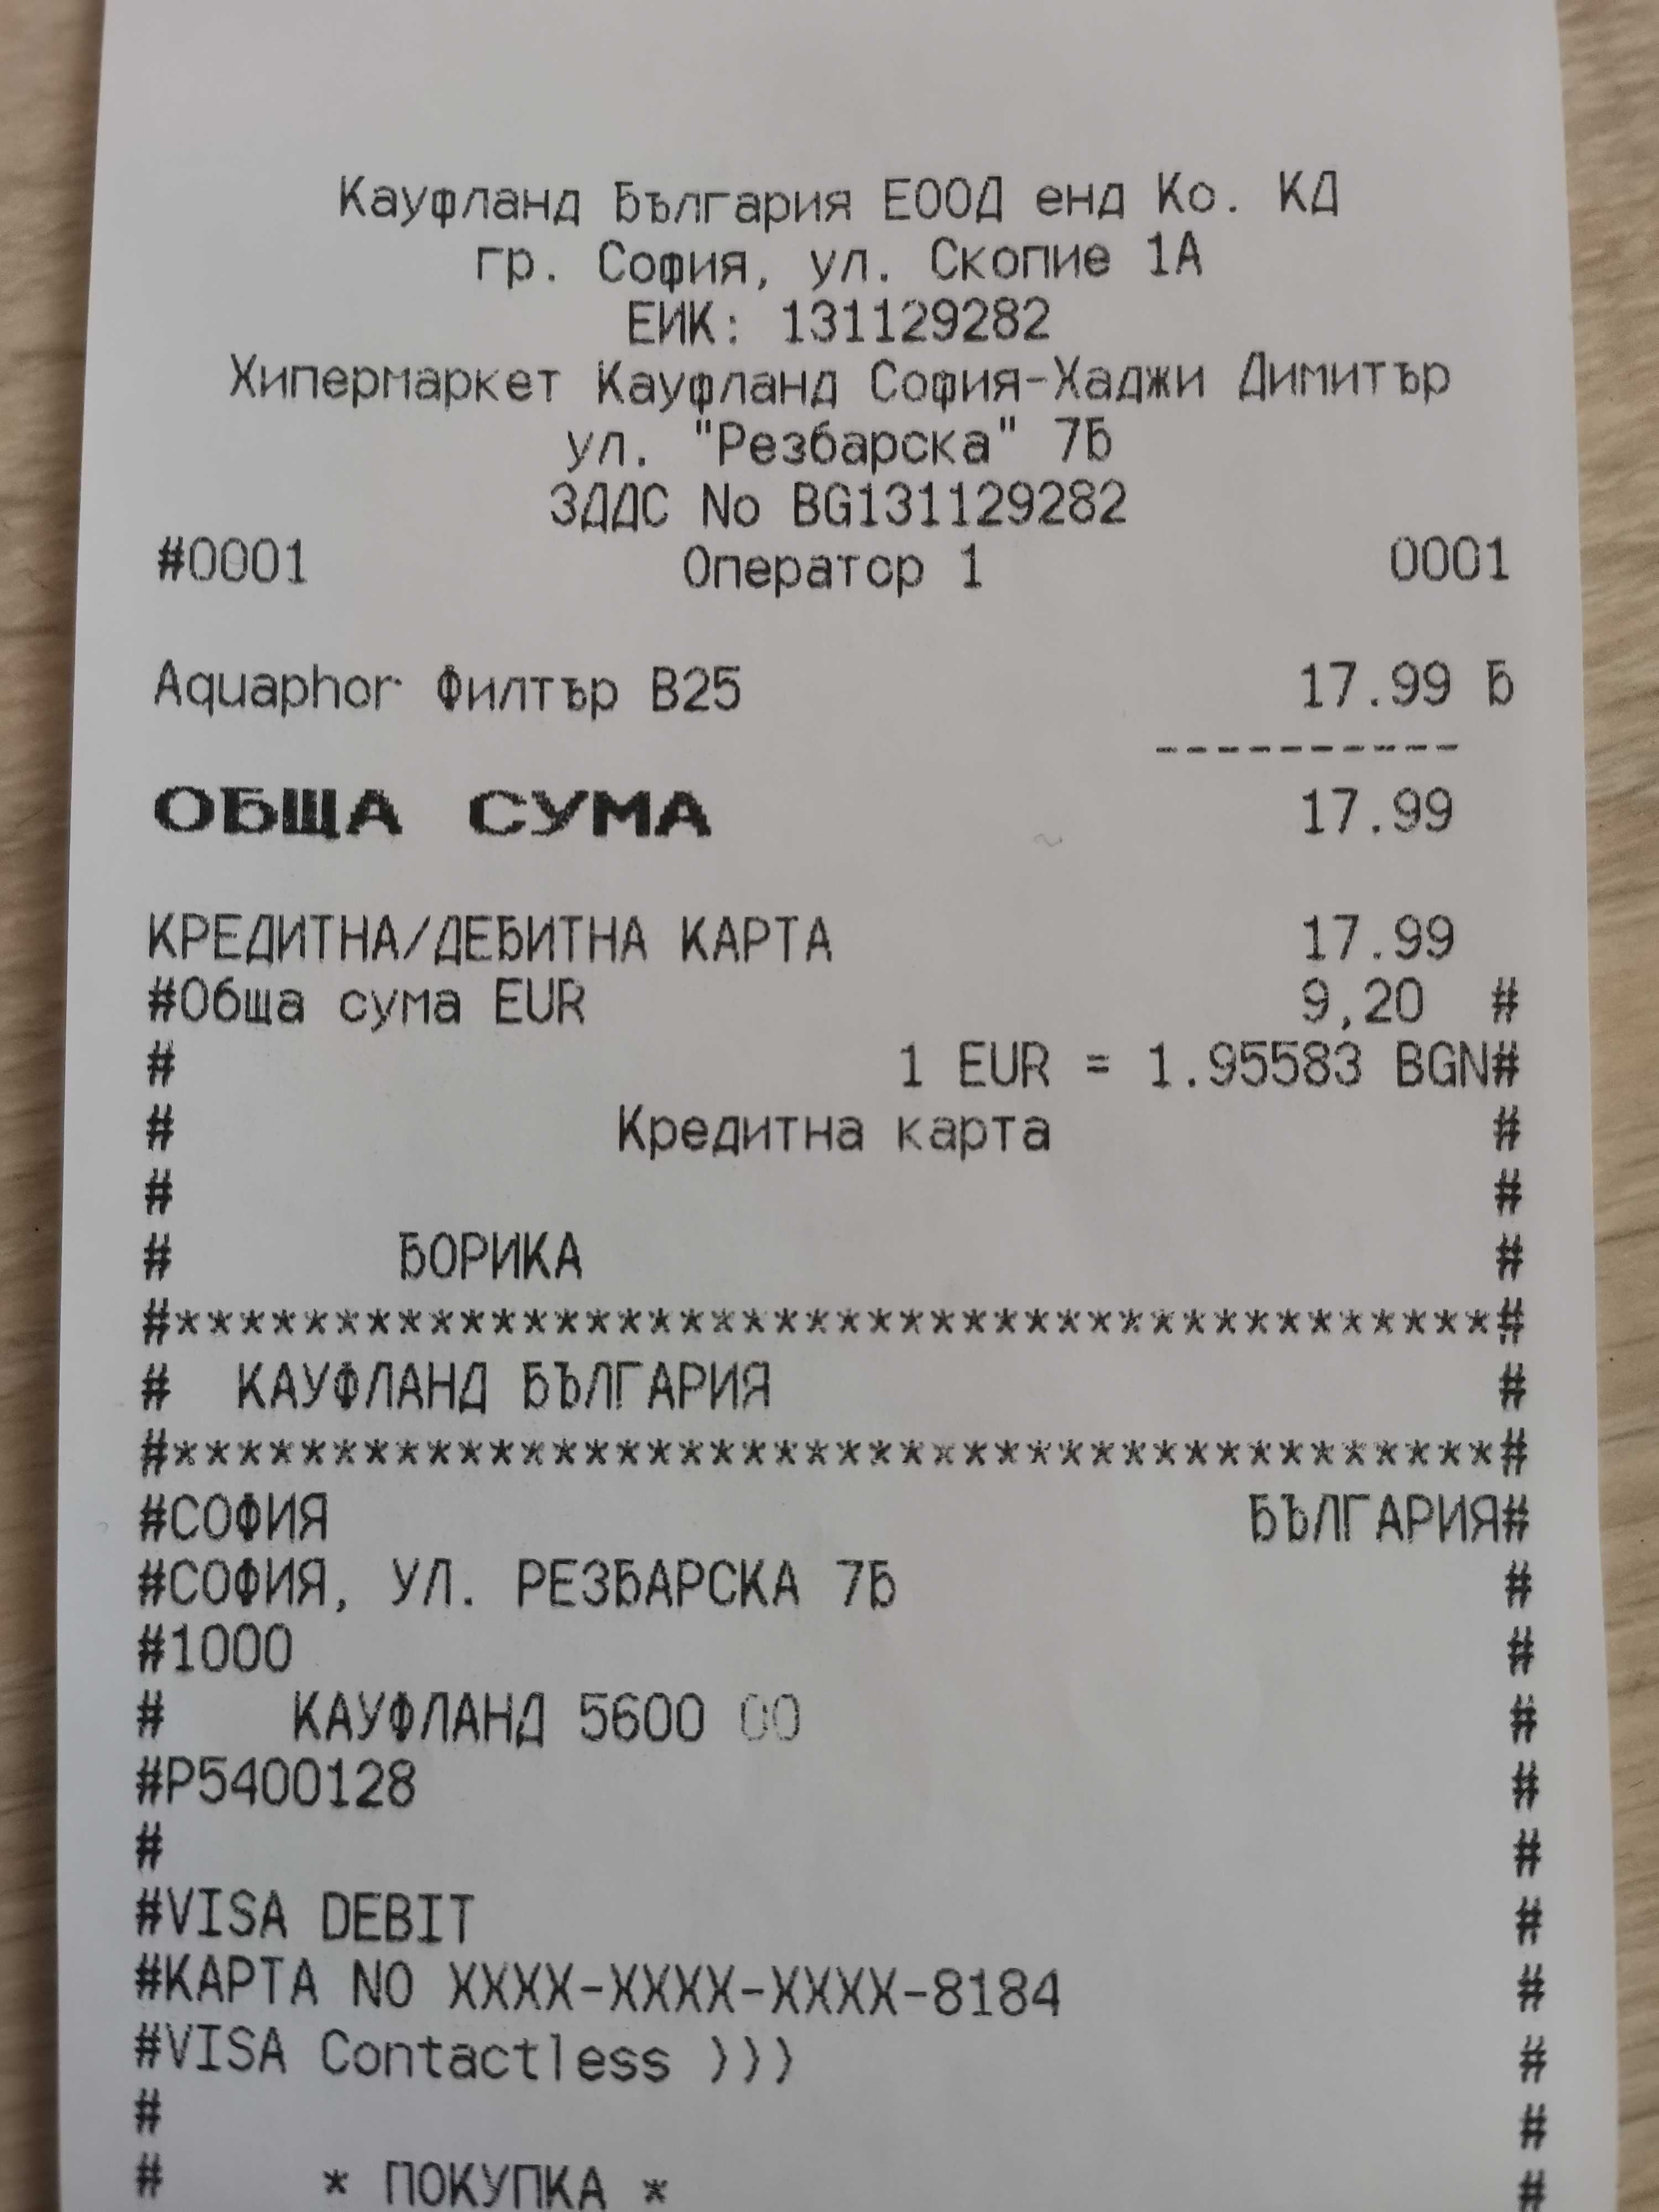 Кауфланд България ЕООД енд Ко. КД
гр. София, ул. Скопие 1А
ЕИК: 131129282
Хипермаркет Кауфланд София-Хаджи Димитър
ул. "Резбарска" 7Б
ЗДДС No BG131129282
#0001 Оператор 1 0001
Aquaphor Филтър B25 17.99 Б
----------
ОБЩА СУМА 17.99
КРЕДИТНА/ДЕБИТНА КАРТА 17.99
#Обща сума EUR 9,20 #
# 1 EUR = 1.95583 BGN#
# Кредитна карта #
# #
# БОРИКА #
#******************************************#
# КАУФЛАНД БЪЛГАРИЯ #
#******************************************#
#СОФИЯ БЪЛГАРИЯ#
#СОФИЯ, УЛ. РЕЗБАРСКА 7Б #
#1000 #
# КАУФЛАНД 5600 00 #
#P5400128 #
# #
#VISA DEBIT #
#КАРТА NO XXXX-XXXX-XXXX-8184 #
#VISA Contactless ))) #
# #
# * ПОКУПКА * #